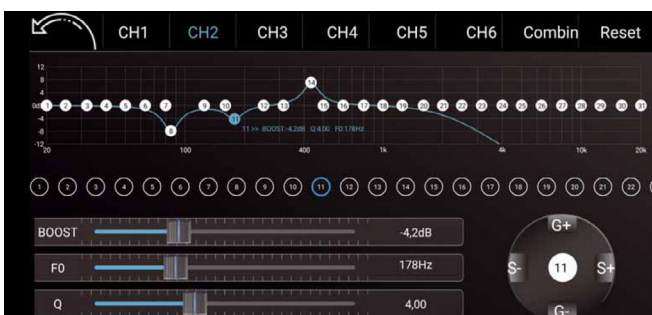 CH1 CH2 CH3 CH4 CH5 CH6 Combin Reset
12
8
4
0dB
-4
-8
-12
1 2 3 4 5 6 7 8 9 10 11 12 13 14 15 16 17 18 19 20 21 22 23 24 25 26 27 28 29 30 31
11 >> BOOST:-4,2dB Q:4,00 F0:178Hz
20 100 400 1k 4k 10k 20k
1 2 3 4 5 6 7 8 9 10 11 12 13 14 15 16 17 18 19 20 21 22
BOOST -4,2dB
F0 178Hz
Q 4,00
G+
S- 11 S+
G-